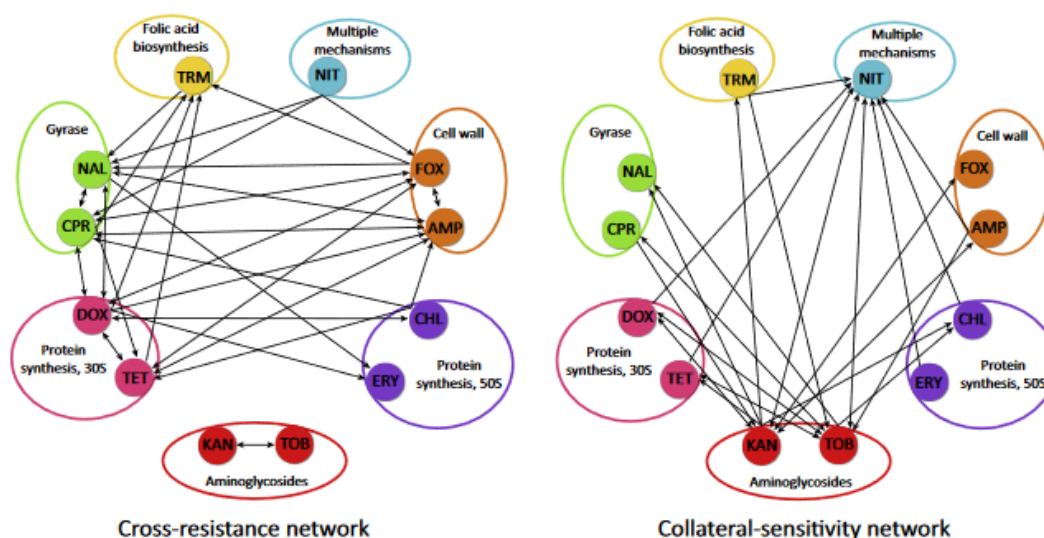 Folic acid
biosynthesis
TRM
Multiple
mechanisms
NIT
Gyrase
NAL
CPR
Cell wall
FOX
AMP
DOX
Protein
synthesis, 30S
TET
CHL
Protein
synthesis, 50S
ERY
KAN
TOB
Aminoglycosides
Cross-resistance network
Folic acid
biosynthesis
TRM
Multiple
mechanisms
NIT
Gyrase
NAL
CPR
Cell wall
FOX
AMP
DOX
Protein
synthesis, 30S
TET
CHL
Protein
synthesis, 50S
ERY
KAN
TOB
Aminoglycosides
Collateral-sensitivity network